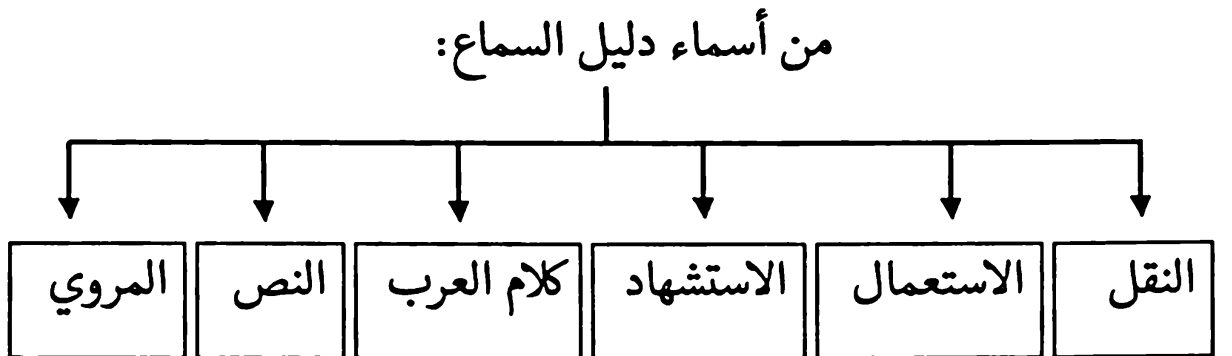 من أسماء دليل السماع:
النقل
الاستعمال
الاستشهاد
كلام العرب
النص
المروي